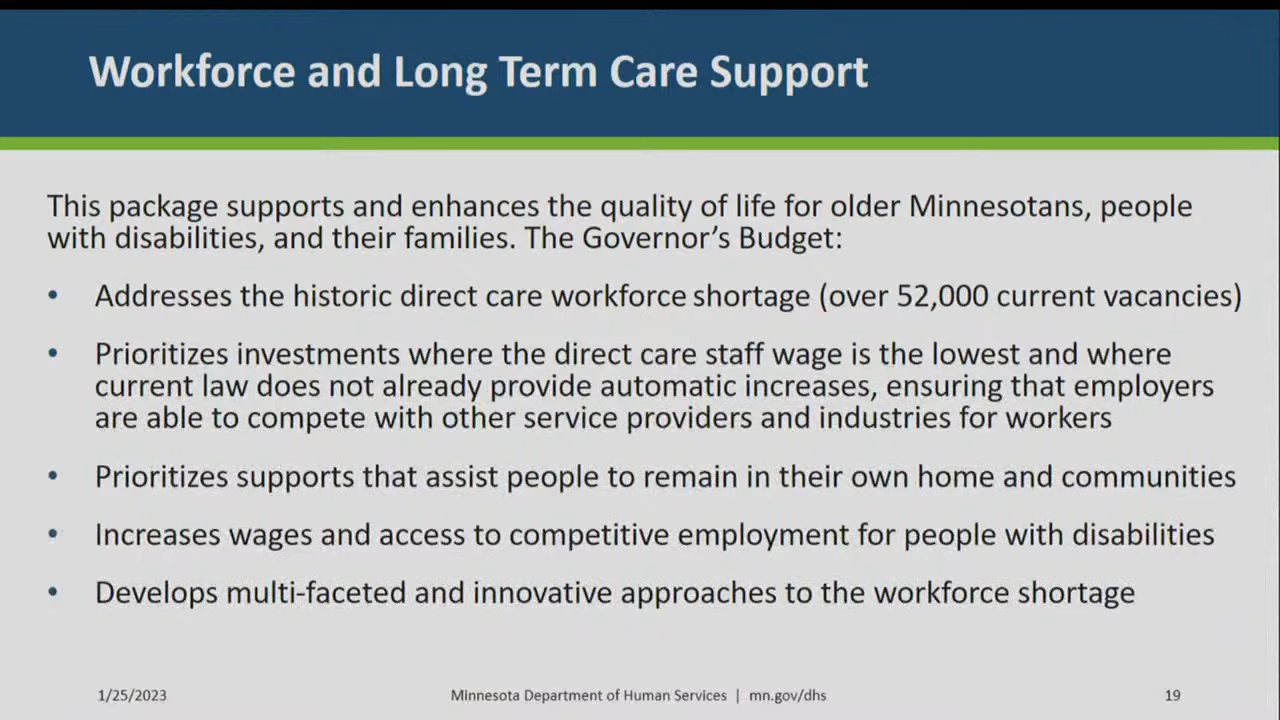 Workforce and Long Term Care Support
This package supports and enhances the quality of life for older Minnesotans, people
with disabilities, and their families. The Governor's Budget:
• Addresses the historic direct care workforce shortage (over 52,000 current vacancies)
• Prioritizes investments where the direct care staff wage is the lowest and where
current law does not already provide automatic increases, ensuring that employers
are able to compete with other service providers and industries for workers
• Prioritizes supports that assist people to remain in their own home and communities
• Increases wages and access to competitive employment for people with disabilities
• Develops multi-faceted and innovative approaches to the workforce shortage
1/25/2023 Minnesota Department of Human Services | mn.gov/dhs 19